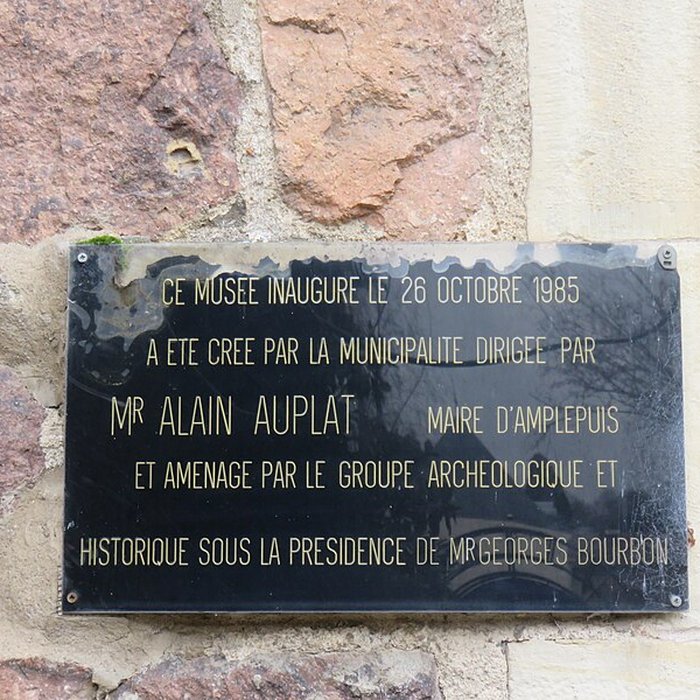 CE MUSEE INAUGURE LE 26 OCTOBRE 1985
A ETE CREE PAR LA MUNICIPALITE DIRIGEE PAR
MR ALAIN AUPLAT MAIRE D'AMPLEPUIS
ET AMENAGE PAR LE GROUPE ARCHEOLOGIQUE ET
HISTORIQUE SOUS LA PRESIDENCE DE MR GEORGES BOURBON